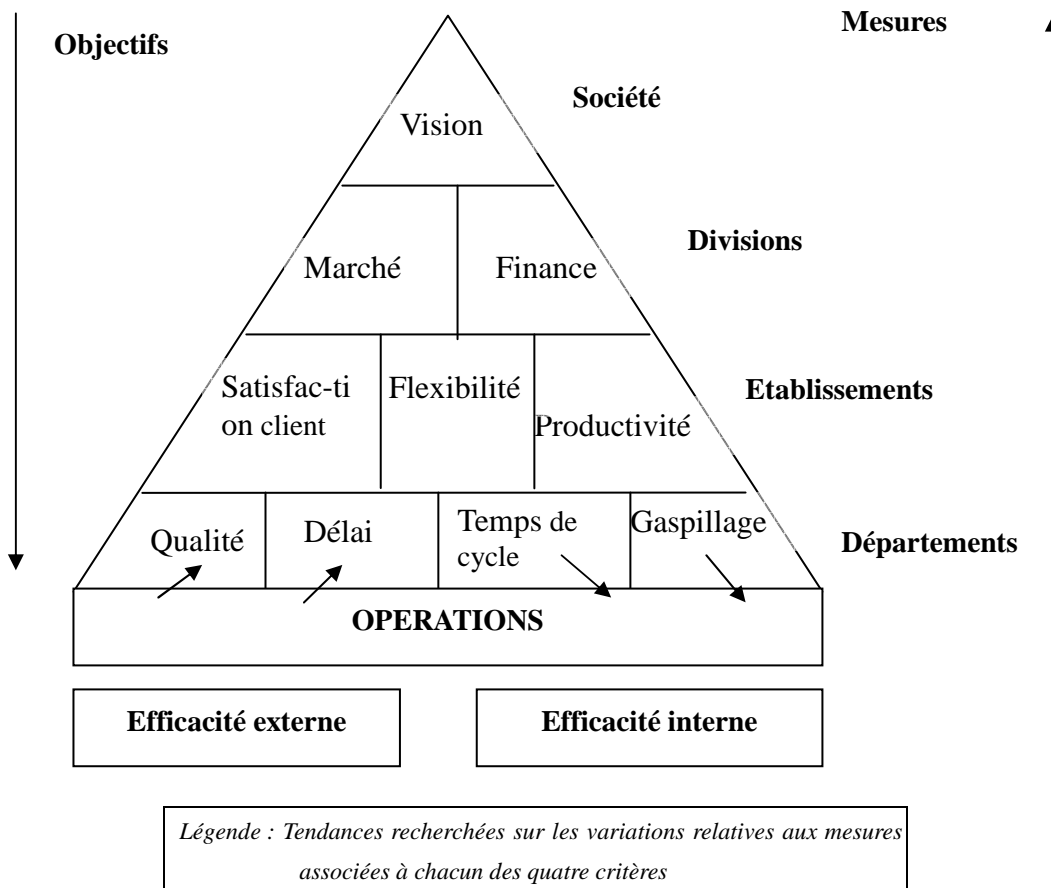 Objectifs
Mesures
Société
Vision
Divisions
Marché
Finance
Satisfac-ti
on client
Flexibilité
Productivité
Etablissements
Qualité
Délai
Temps de
cycle
Gaspillage
Départements
OPERATIONS
Efficacité externe
Efficacité interne
Légende : Tendances recherchées sur les variations relatives aux mesures
associées à chacun des quatre critères